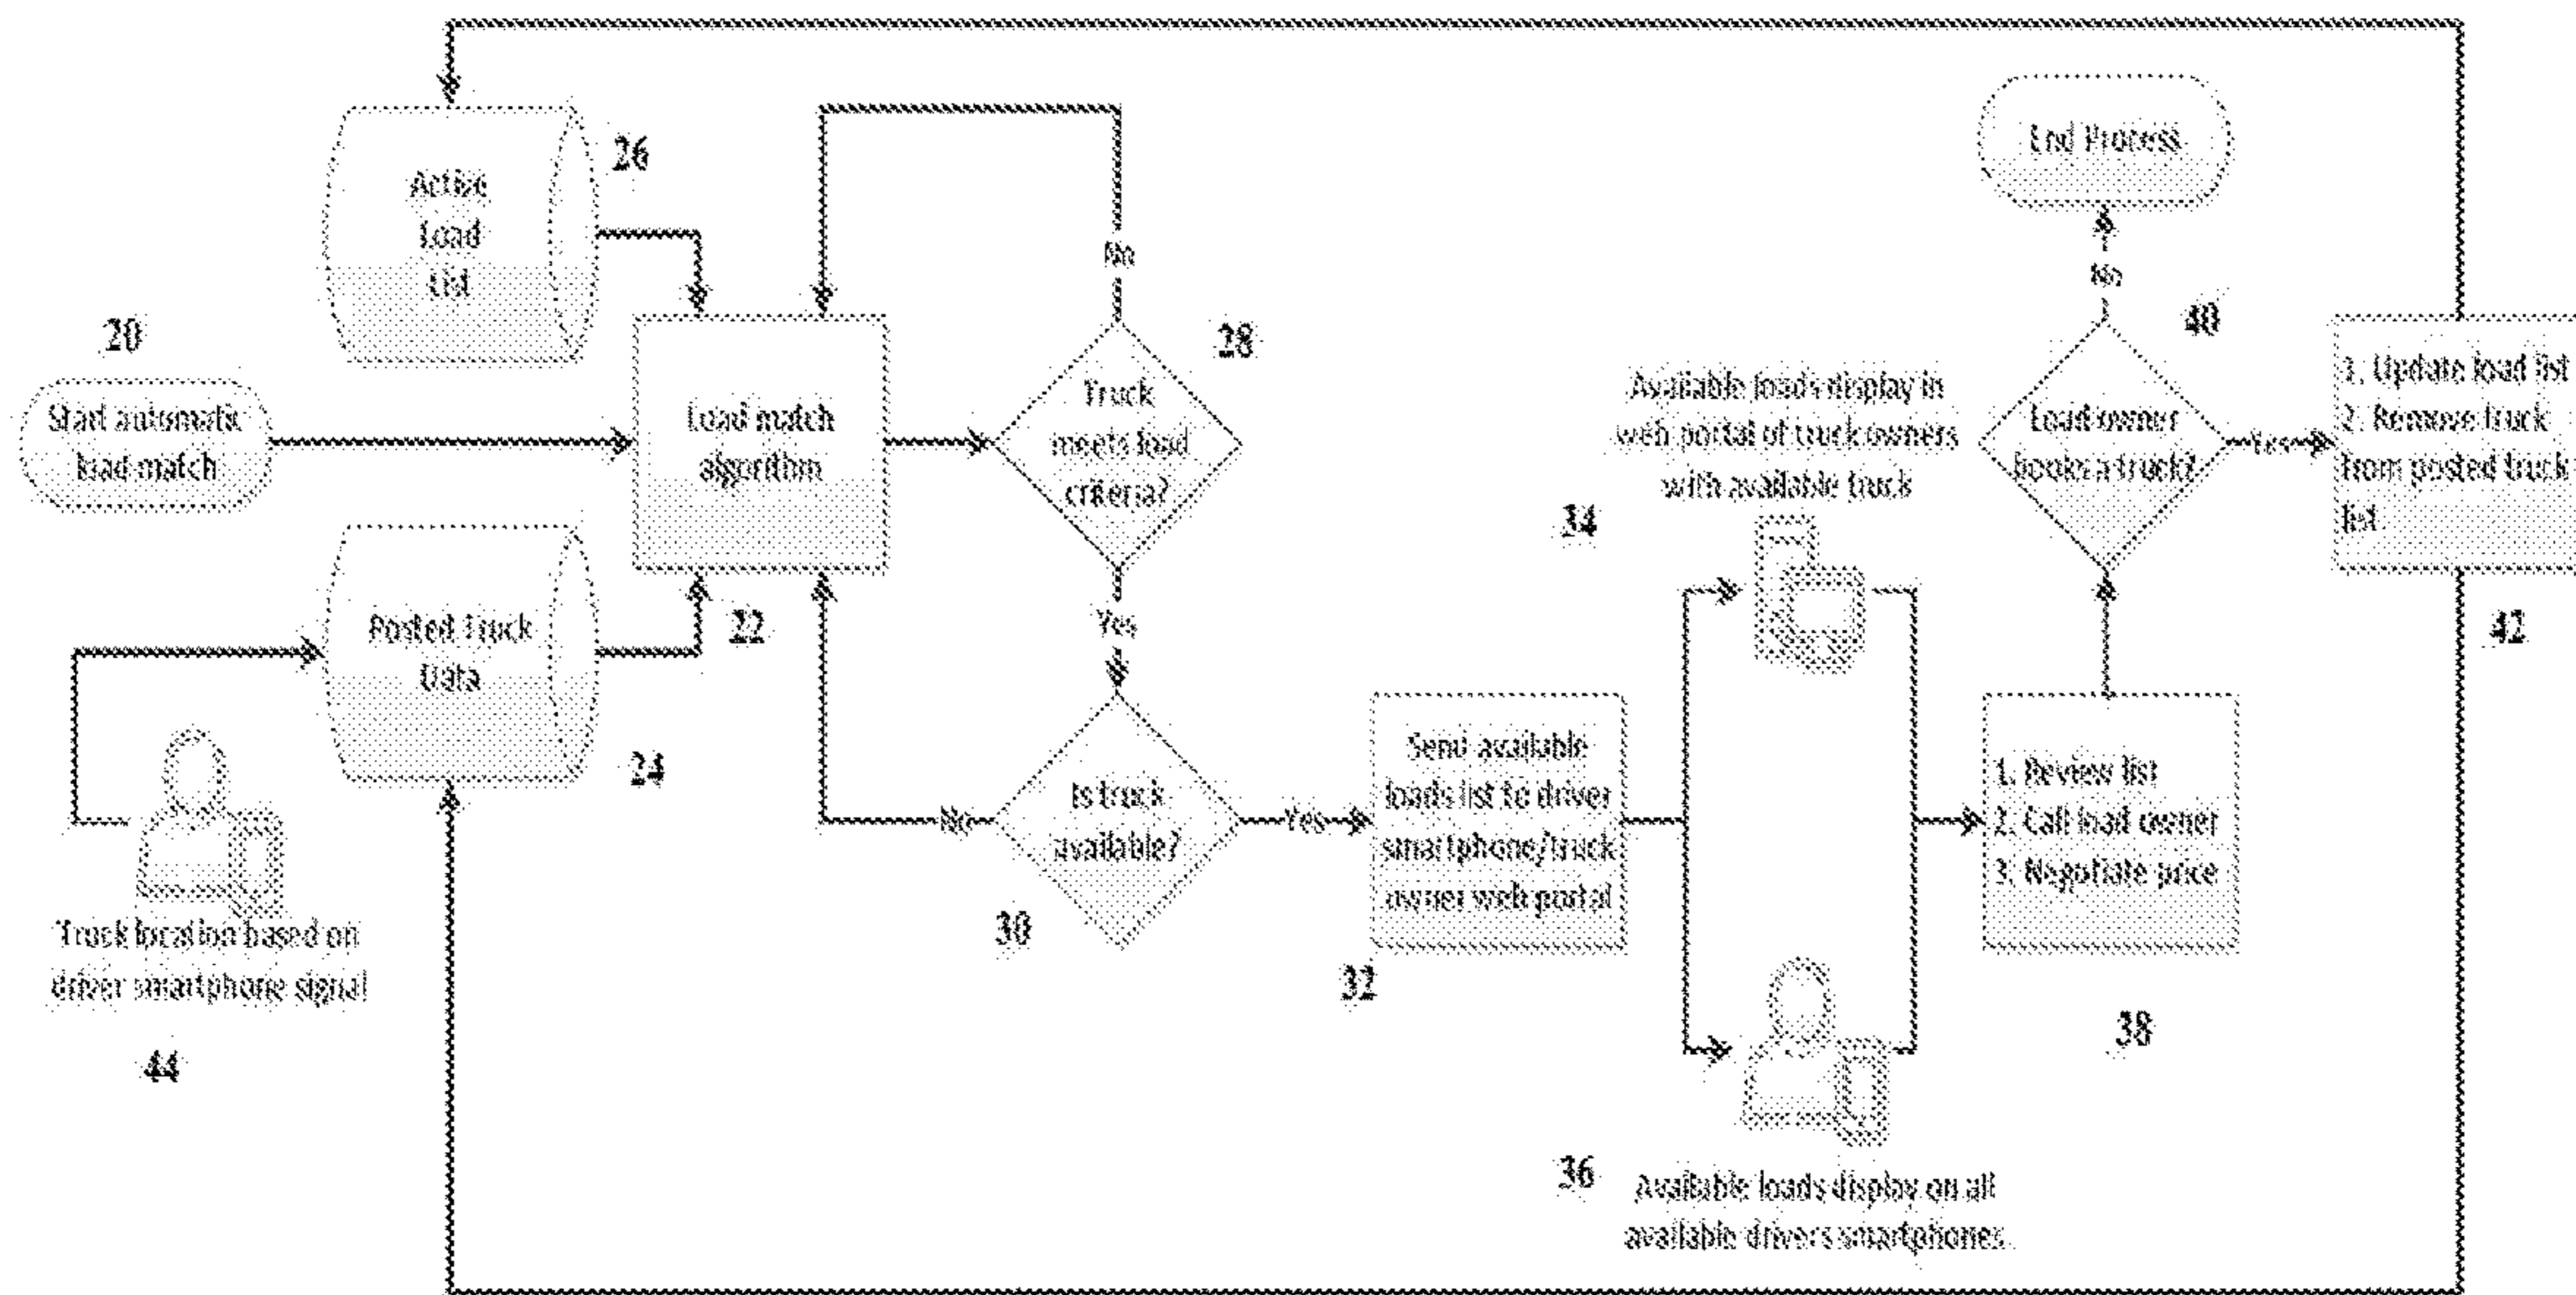 26
Active
Load
List
20
Start automatic
load match
Load match
algorithm
22
Posted Truck
Data
24
Truck location based on
driver smartphone signal
44
No
28
Truck
meets load
criteria?
Yes
Is truck
available?
No
30
Yes
Send available
loads list to driver
smartphone/truck
owner web portal
32
Available loads display in
web portal of truck owners
with available truck
34
36
Available loads display on all
available drivers smartphones
1. Review list
2. Call load owner
3. Negotiate price
38
End Process
No
40
Load owner
books a truck?
Yes
1. Update load list
2. Remove truck
from posted truck
list
42